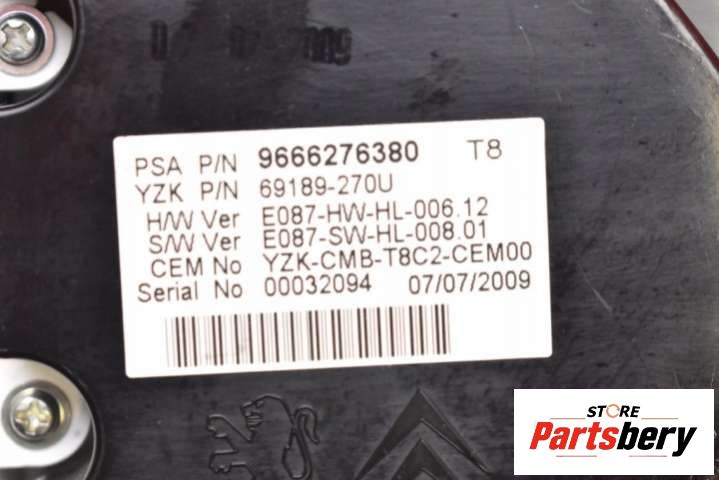 PSA P/N 9666276380 T8
YZK P/N 69189-270U
H/W Ver E087-HW-HL-006.12
S/W Ver E087-SW-HL-008.01
CEM No YZK-CMB-T8C2-CEM00
Serial No 00032094 07/07/2009
STORE
Partsbery